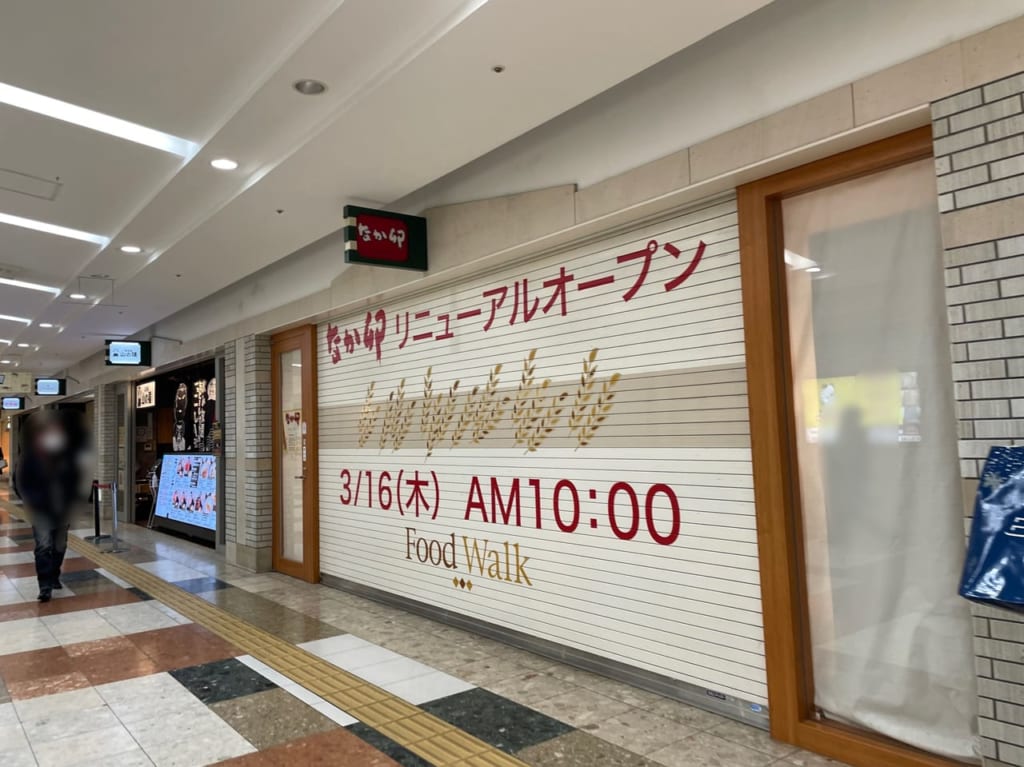 なか卯
なか卯 リニューアルオープン
3/16(木) AM10:00
Food Walk